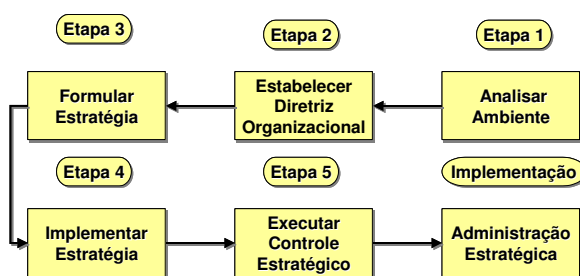 Etapa 3
Etapa 2
Etapa 1
Formular
Estratégia
Estabelecer
Diretriz
Organizacional
Analisar
Ambiente
Etapa 4
Etapa 5
Implementação
Implementar
Estratégia
Executar
Controle
Estratégico
Administração
Estratégica